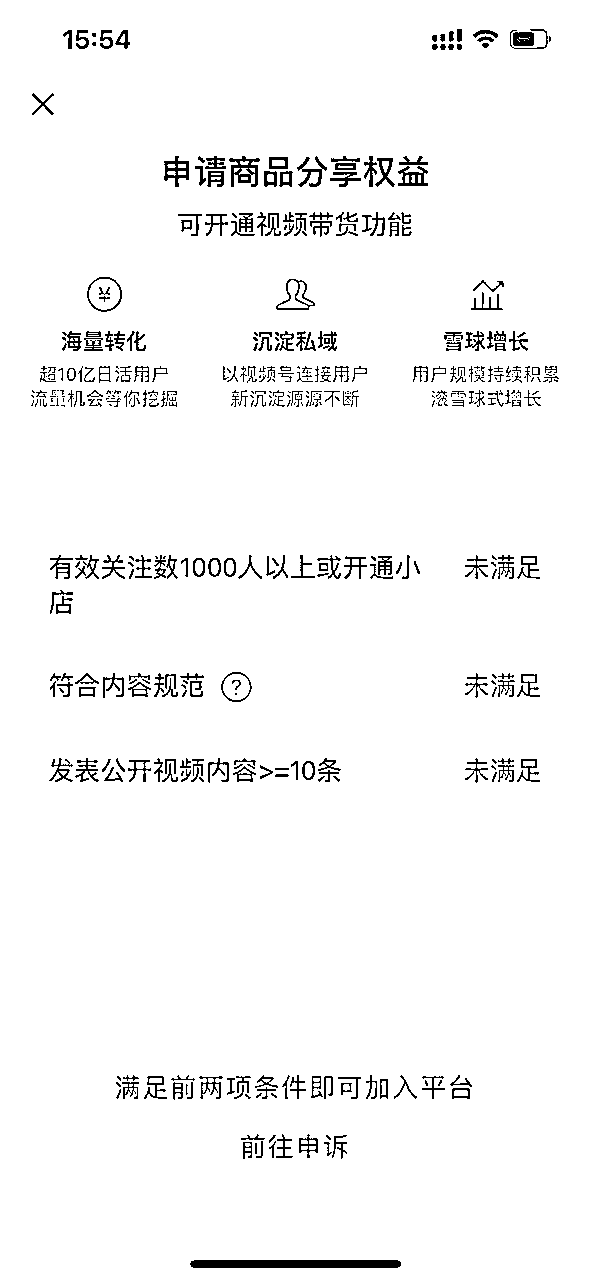 15:54
申请商品分享权益
可开通视频带货功能
海量转化 沉淀私域 雪球增长
超10亿日活用户 以视频号连接用户 用户规模持续积累
流量机会等你挖掘 新沉淀源源不断 滚雪球式增长
有效关注数1000人以上或开通小 未满足
店
符合内容规范 ? 未满足
发表公开视频内容>=10条 未满足
满足前两项条件即可加入平台
前往申诉